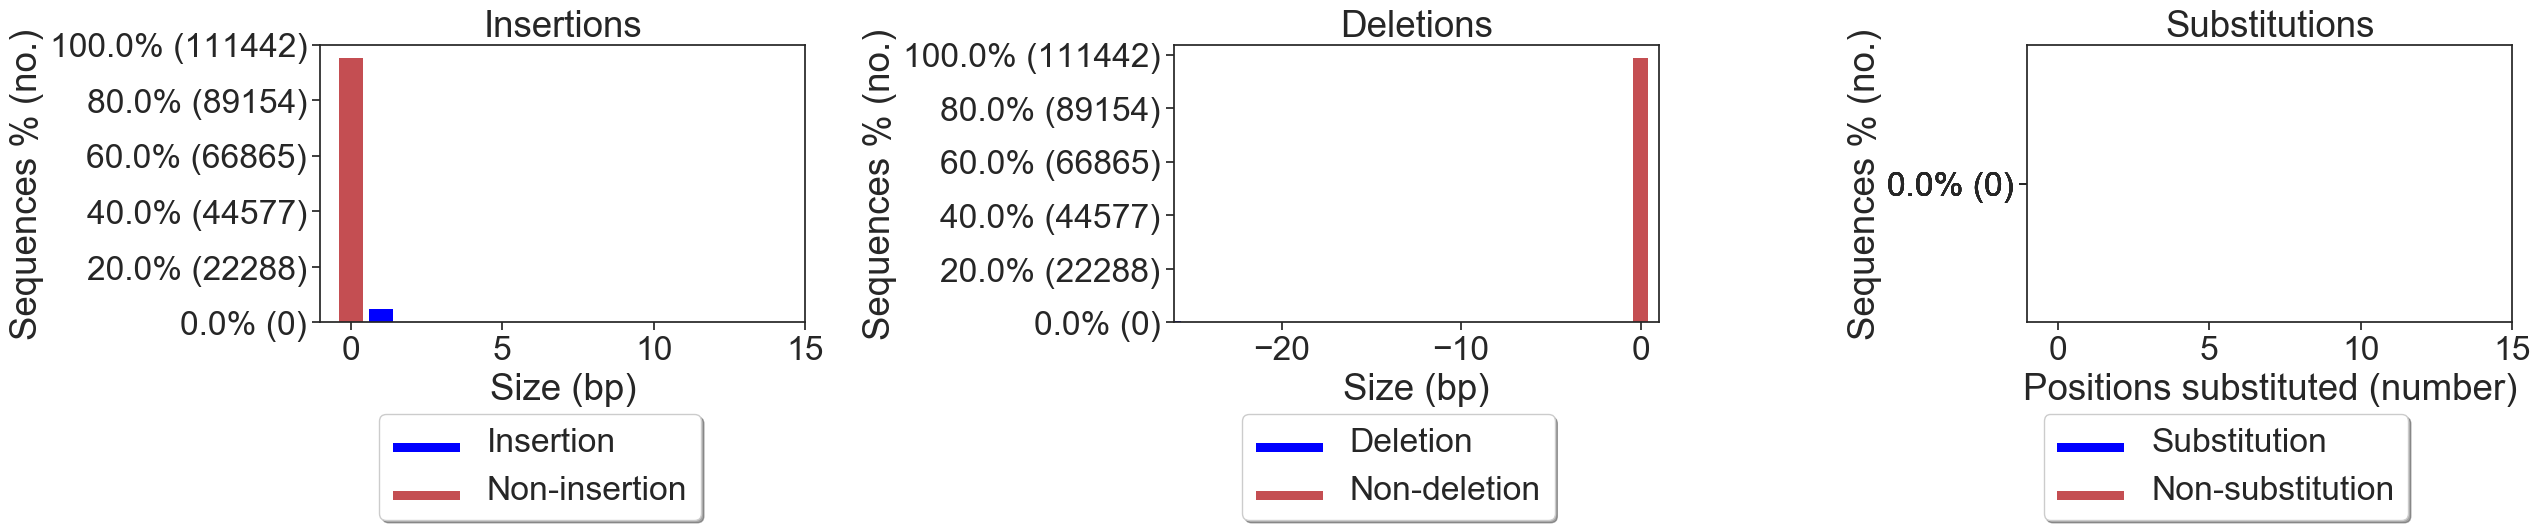 Insertions
Sequences % (no.)
100.0% (111442)
80.0% (89154)
60.0% (66865)
40.0% (44577)
20.0% (22288)
0.0% (0)
0 5 10 15
Size (bp)
Insertion
Non-insertion
Deletions
Sequences % (no.)
100.0% (111442)
80.0% (89154)
60.0% (66865)
40.0% (44577)
20.0% (22288)
0.0% (0)
−20 −10 0
Size (bp)
Deletion
Non-deletion
Substitutions
Sequences % (no.)
0.0% (0)
0 5 10 15
Positions substituted (number)
Substitution
Non-substitution